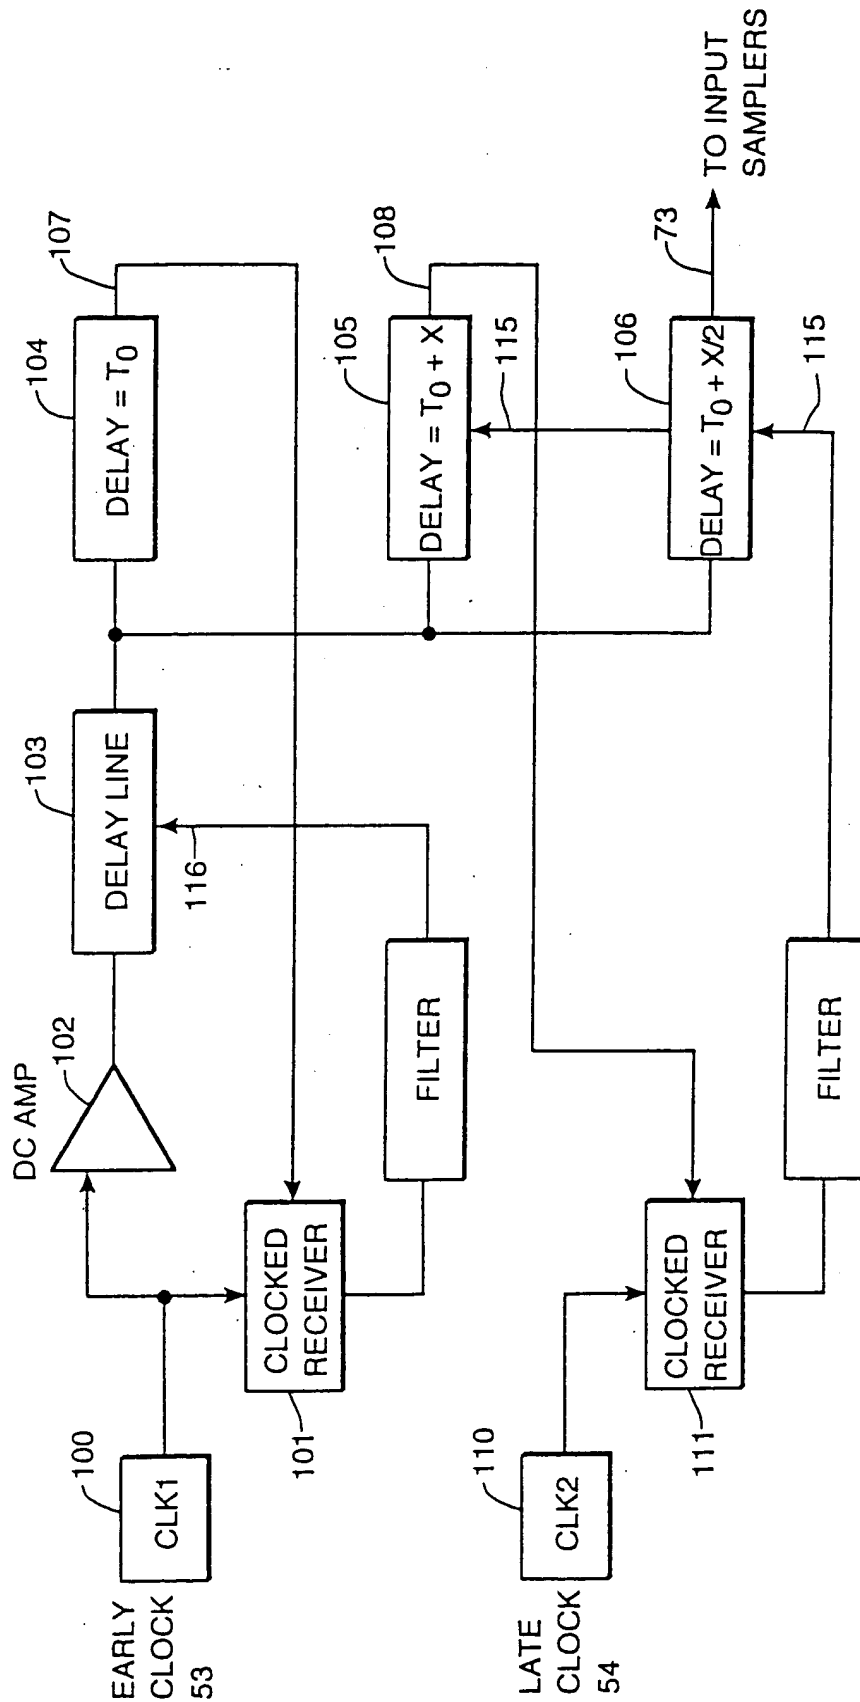 EARLY
CLOCK
53
100
CLK1
DC AMP
102
103
DELAY LINE
116
104
DELAY = T0
107
101
CLOCKED
RECEIVER
FILTER
105
DELAY = T0 + X
108
115
LATE
CLOCK
54
110
CLK2
111
CLOCKED
RECEIVER
FILTER
106
DELAY = T0 + X/2
115
73
TO INPUT
SAMPLERS